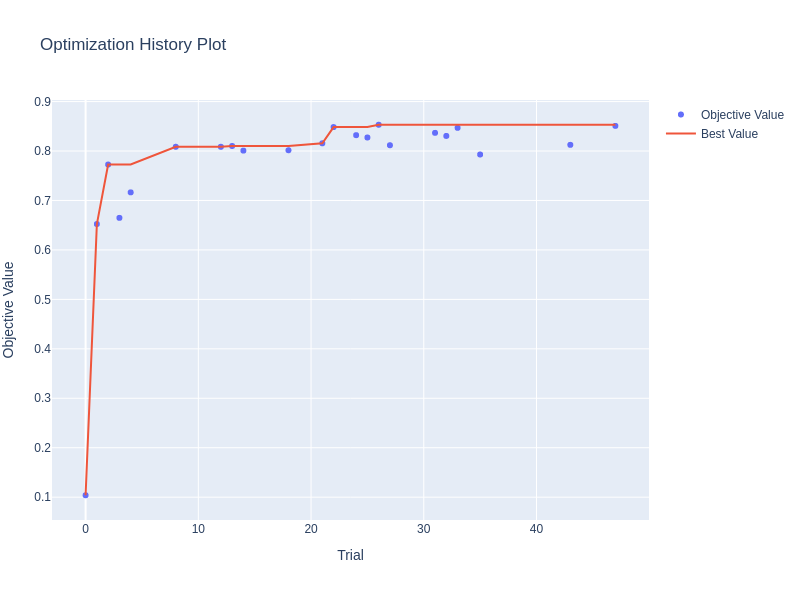 Optimization History Plot
Objective Value
Best Value
0.9
0.8
0.7
0.6
0.5
0.4
0.3
0.2
0.1
Objective Value
0
10
20
30
40
Trial